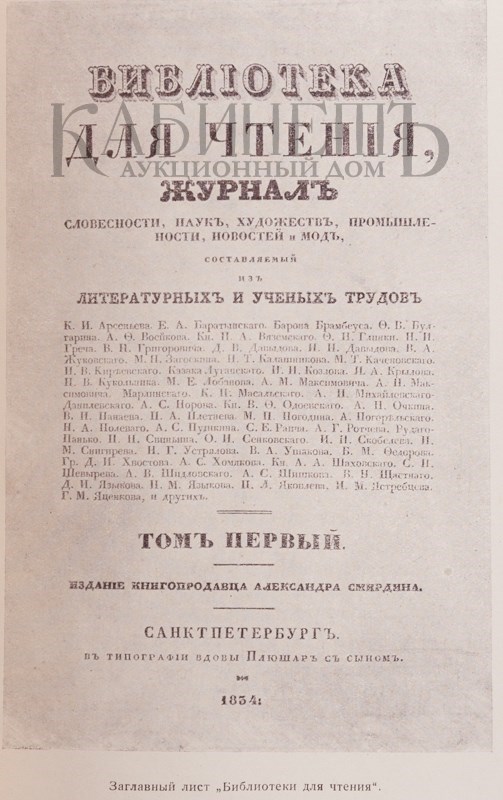 БИБЛІОТЕКА
ДЛЯ ЧТЕНІЯ,
КАБИНЕТЪ
АУКЦИОННЫЙ ДОМ
ЖУРНАЛЪ
СЛОВЕСНОСТИ, НАУКЪ, ХУДОЖЕСТВЪ, ПРОМЫШЛЕ-
НОСТИ, НОВОСТЕЙ И МОДЪ,
СОСТАВЛЯЕМЫЙ
ИЗЪ
ЛИТЕРАТУРНЫХЪ И УЧЕНЫХЪ ТРУДОВЪ
К. И. Арсеньева. Е. А. Баратынскаго. Барона Брамбеуса. Ѳ. В. Бул-
гарина. А. Ѳ. Воейкова. Кн. П. А. Вяземскаго. Ѳ. Н. Глинки. Н. И.
Греча. В. В. Григоровича. Д. В. Давыдова. И. И. Давыдова. В. А.
Жуковскаго. М. Н. Загоскина. И. Т. Калашникова. М. Т. Каченовскаго.
И. В. Кирѣевскаго. Казака Луганскаго. И. И. Козлова. И. А. Крылова.
Н. В. Кукольника. М. Е. Лобанова. М. А. Максимовича. А. Н. Мак-
симовича. Марлинскаго. К. П. Масальскаго. А. И. Михайловскаго-
Данилевскаго. А. С. Норова. Кн. В. Ѳ. Одоевскаго. А. Н. Очкина.
В. И. Панаева. П. А. Плетнева. М. П. Погодина. А. Погорѣльскаго.
Н. А. Полеваго. А. С. Пушкина. С. Е. Раича. А. Г. Ротчева. Рудаго-
Панько. П. П. Свиньина. О. И. Сенковскаго. И. Н. Скобелева. И.
М. Снигирева. Н. Г. Устрялова. В. А. Ушакова. Б. М. Ѳедорова.
Гр. Д. И. Хвостова. А. С. Хомякова. Кн. А. А. Шаховскаго. С. П.
Шевырева. А. В. Шидловскаго. А. С. Шишкова. В. Н. Щастнаго.
Д. И. Языкова. Н. М. Языкова. П. Л. Яковлева. И. М. Ястребцева.
Г. М. Яценкова, и другихъ.
ТОМЪ ПЕРВЫЙ.
ИЗДАНІЕ КНИГОПРОДАВЦА АЛЕКСАНДРА СМИРДИНА.
САНКТПЕТЕРБУРГЪ.
ВЪ ТИПОГРАФІИ ВДОВЫ ПЛЮШАРЪ СЪ СЫНОМЪ.
1834:
Заглавный лист „Библиотеки для чтения".